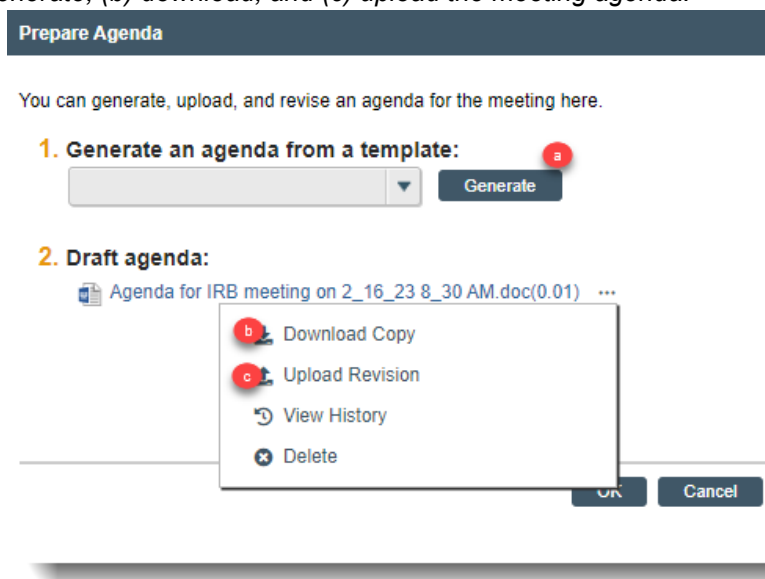 enerate, (b) download, and (c) upload the meeting agenda.
Prepare Agenda
You can generate, upload, and revise an agenda for the meeting here.
1. Generate an agenda from a template:
a
Generate
2. Draft agenda:
Agenda for IRB meeting on 2_16_23 8_30 AM.doc(0.01) ...
b Download Copy
c Upload Revision
View History
Delete
OK Cancel